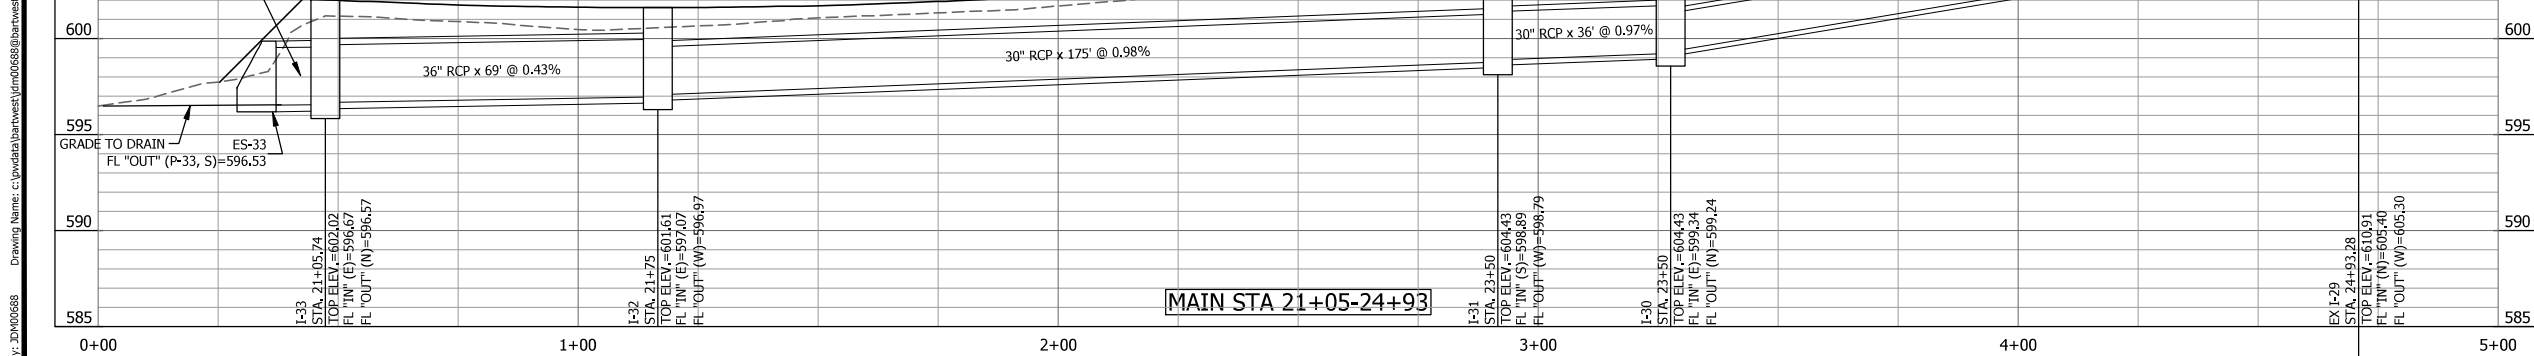 Drawing Name: c:\pwdata\bartwest\jdm00688@bartwest
y: JDM00688
600
595
590
585
GRADE TO DRAIN
ES-33
FL "OUT" (P-33, S)=596.53
36" RCP x 69' @ 0.43%
30" RCP x 175' @ 0.98%
30" RCP x 36' @ 0.97%
I-33
STA. 21+05.74
TOP ELEV.=602.02
FL "IN" (E)=596.67
FL "OUT" (N)=596.57
I-32
STA. 21+75
TOP ELEV.=601.61
FL "IN" (E)=597.07
FL "OUT" (W)=596.97
MAIN STA 21+05-24+93
I-31
STA. 23+50
TOP ELEV.=604.43
FL "IN" (S)=598.89
FL "OUT" (W)=598.79
I-30
STA. 23+50
TOP ELEV.=604.43
FL "IN" (E)=599.34
FL "OUT" (N)=599.24
EX I-29
STA. 24+93.28
TOP ELEV.=610.91
FL "IN" (N)=605.40
FL "OUT" (W)=605.30
600
595
590
585
0+00
1+00
2+00
3+00
4+00
5+00